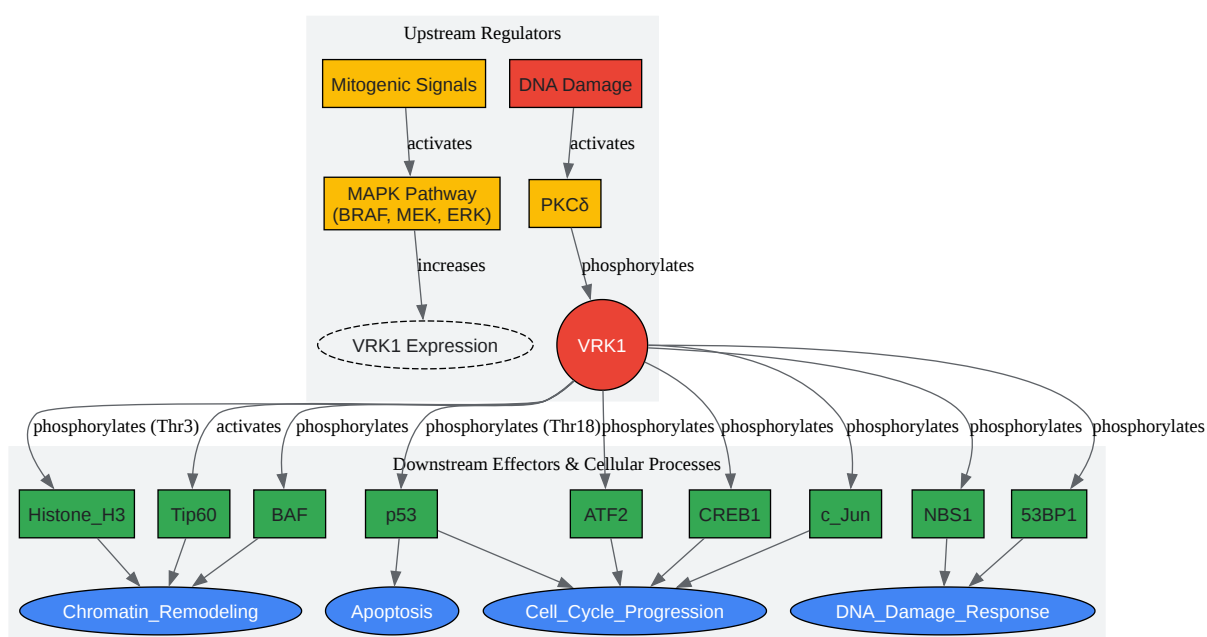 Upstream Regulators
Mitogenic Signals
DNA Damage
activates
activates
MAPK Pathway
(BRAF, MEK, ERK)
PKCδ
increases
phosphorylates
VRK1 Expression
VRK1
phosphorylates (Thr3)
activates
phosphorylates
phosphorylates (Thr18)
phosphorylates
phosphorylates
phosphorylates
phosphorylates
phosphorylates
Downstream Effectors & Cellular Processes
Histone_H3
Tip60
BAF
p53
ATF2
CREB1
c_Jun
NBS1
53BP1
Chromatin_Remodeling
Apoptosis
Cell_Cycle_Progression
DNA_Damage_Response